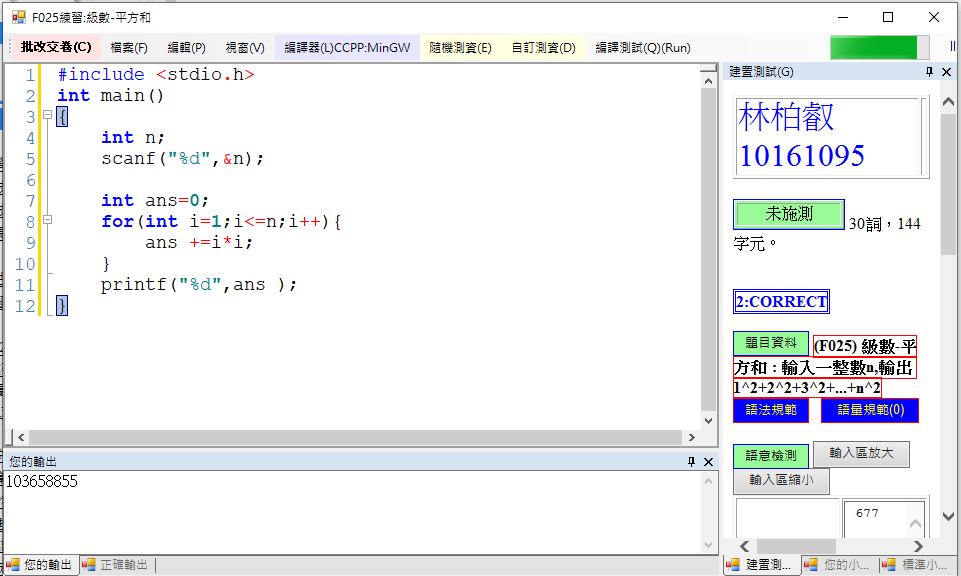 F025練習:級數-平方和
批改交卷(C) 檔案(F) 編輯(P) 視窗(V) 編譯器(L)CCPP:MinGW 隨機測資(E) 自訂測資(D) 編譯測試(Q)(Run)
1 #include <stdio.h>
2 int main()
3 {
4 int n;
5 scanf("%d",&n);
6
7 int ans=0;
8 for(int i=1;i<=n;i++){
9 ans +=i*i;
10 }
11 printf("%d",ans );
12 }
您的輸出
103658855
您的輸出 正確輸出
建置測試(G)
林柏叡
10161095
未施測 30詞，144
字元。
2:CORRECT
題目資料 (F025) 級數-平
方和：輸入一整數n,輸出
1^2+2^2+3^2+...+n^2
語法規範 語量規範(0)
語意檢測 輸入區放大
輸入區縮小
677
建置測... 您的小... 標準小...